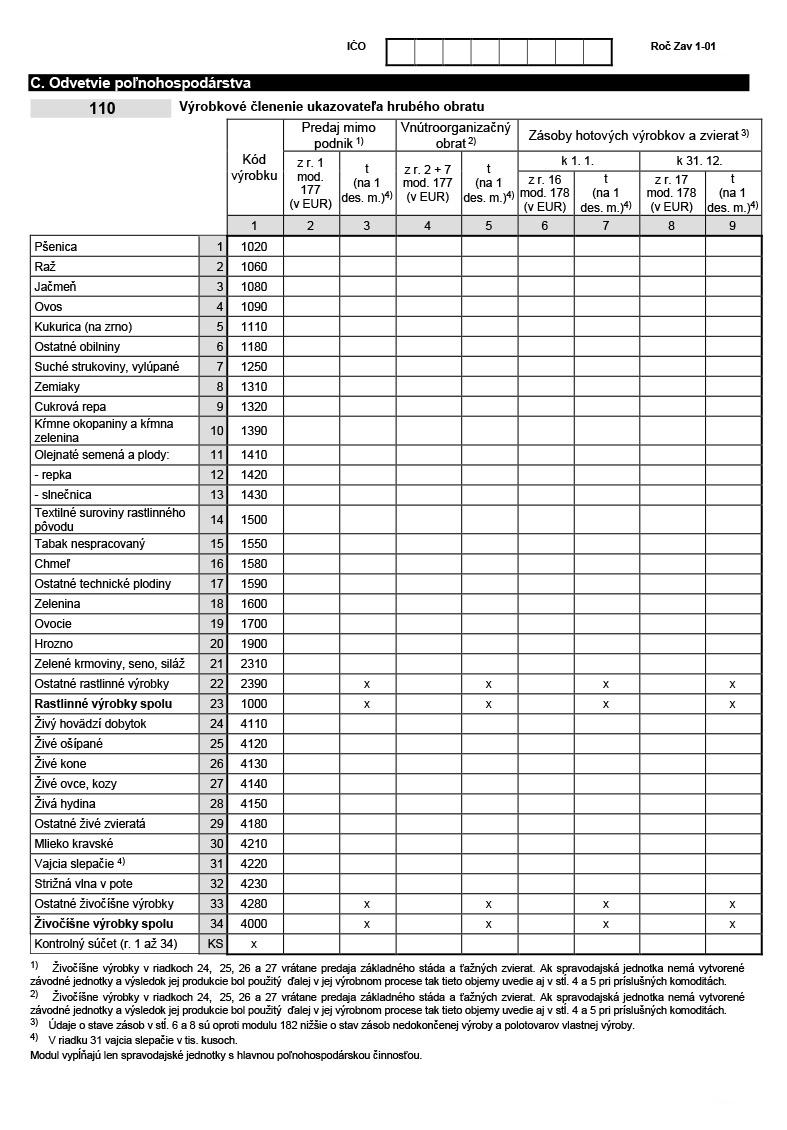 IČO
Roč Zav 1-01
C. Odvetvie poľnohospodárstva
110 Výrobkové členenie ukazovateľa hrubého obratu
Kód výrobku
Predaj mimo podnik 1)
Vnútroorganizačný obrat 2)
Zásoby hotových výrobkov a zvierat 3)
k 1. 1.
k 31. 12.
z r. 1 mod. 177 (v EUR)
t (na 1 des. m.)4)
z r. 2 + 7 mod. 177 (v EUR)
t (na 1 des. m.)4)
z r. 16 mod. 178 (v EUR)
t (na 1 des. m.)4)
z r. 17 mod. 178 (v EUR)
t (na 1 des. m.)4)
1 2 3 4 5 6 7 8 9
Pšenica 1 1020
Raž 2 1060
Jačmeň 3 1080
Ovos 4 1090
Kukurica (na zrno) 5 1110
Ostatné obilniny 6 1180
Suché strukoviny, vylúpané 7 1250
Zemiaky 8 1310
Cukrová repa 9 1320
Kŕmne okopaniny a kŕmna zelenina 10 1390
Olejnaté semená a plody: 11 1410
- repka 12 1420
- slnečnica 13 1430
Textilné suroviny rastlinného pôvodu 14 1500
Tabak nespracovaný 15 1550
Chmeľ 16 1580
Ostatné technické plodiny 17 1590
Zelenina 18 1600
Ovocie 19 1700
Hrozno 20 1900
Zelené krmoviny, seno, siláž 21 2310
Ostatné rastlinné výrobky 22 2390 x x x x
Rastlinné výrobky spolu 23 1000 x x x x
Živý hovädzí dobytok 24 4110
Živé ošípané 25 4120
Živé kone 26 4130
Živé ovce, kozy 27 4140
Živá hydina 28 4150
Ostatné živé zvieratá 29 4180
Mlieko kravské 30 4210
Vajcia slepačie 4) 31 4220
Strižná vlna v pote 32 4230
Ostatné živočíšne výrobky 33 4280 x x x x
Živočíšne výrobky spolu 34 4000 x x x x
Kontrolný súčet (r. 1 až 34) KS x
1) Živočíšne výrobky v riadkoch 24, 25, 26 a 27 vrátane predaja základného stáda a ťažných zvierat. Ak spravodajská jednotka nemá vytvorené
závodné jednotky a výsledok jej produkcie bol použitý ďalej v jej výrobnom procese tak tieto objemy uvedie aj v stĺ. 4 a 5 pri príslušných komoditách.
2) Živočíšne výrobky v riadkoch 24, 25, 26 a 27 vrátane predaja základného stáda a ťažných zvierat. Ak spravodajská jednotka nemá vytvorené
závodné jednotky a výsledok jej produkcie bol použitý ďalej v jej výrobnom procese tak tieto objemy uvedie aj v stĺ. 4 a 5 pri príslušných komoditách.
3) Údaje o stave zásob v stĺ. 6 a 8 sú oproti modulu 182 nižšie o stav zásob nedokončenej výroby a polotovarov vlastnej výroby.
4) V riadku 31 vajcia slepačie v tis. kusoch.
Modul vypĺňajú len spravodajské jednotky s hlavnou poľnohospodárskou činnosťou.